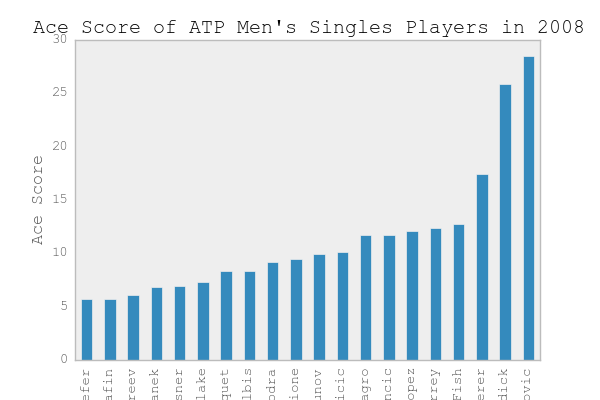 Ace Score of ATP Men's Singles Players in 2008
30
25
20
15
10
5
0
Ace Score
efer
afin
reev
anek
sner
lake
quet
lbis
odra
ione
unov
icic
agro
ncic
opez
rrey
Fish
erer
dick
ovic